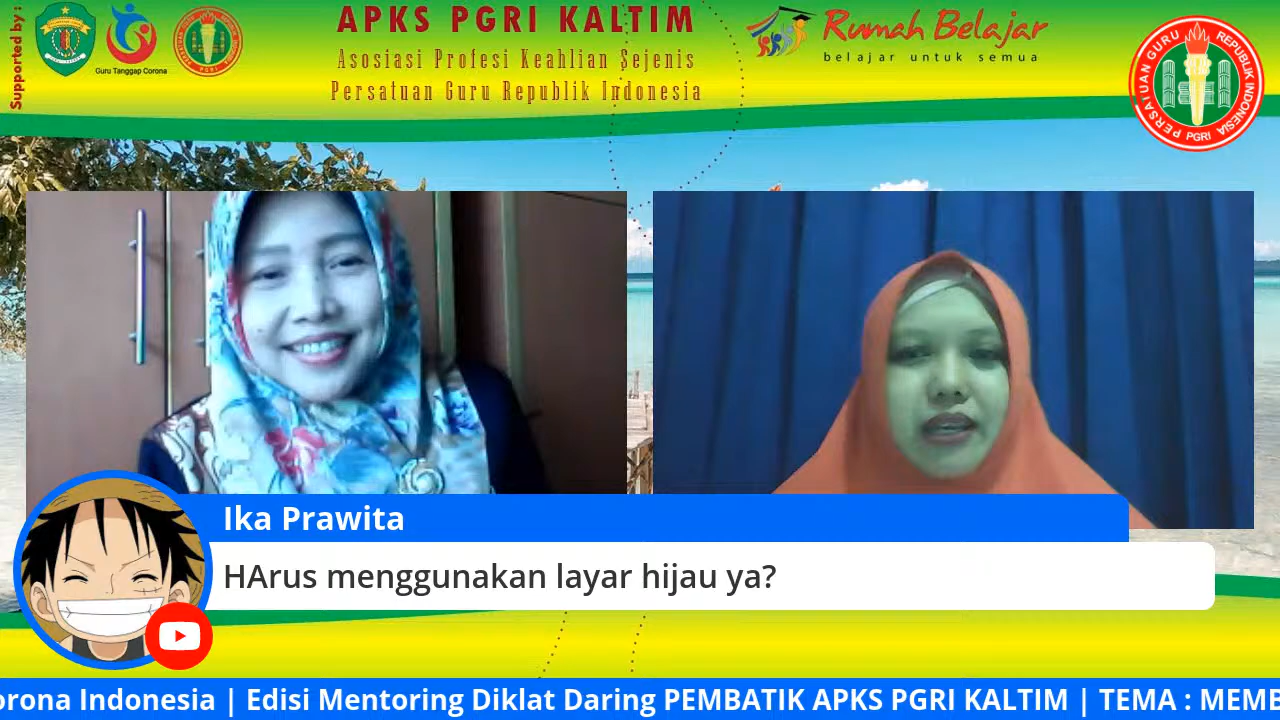 Supported by :
Guru Tanggap Corona
PGRI
APKS PGRI KALTIM
Asosiasi Profesi Keahlian Sejenis
Persatuan Guru Republik Indonesia
Rumah Belajar
belajar untuk semua
PERSATUAN GURU REPUBLIK INDONESIA
PGRI
Ika Prawita
HArus menggunakan layar hijau ya?
orona Indonesia | Edisi Mentoring Diklat Daring PEMBATIK APKS PGRI KALTIM | TEMA : MEME